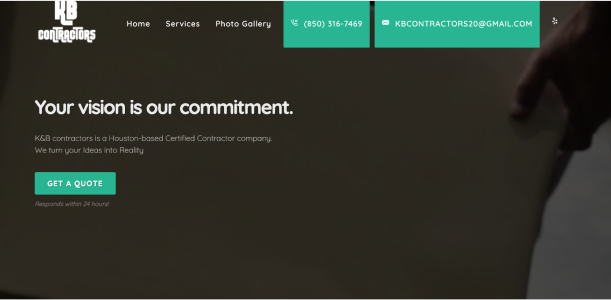 KB
CONTRACTORS
Home Services Photo Gallery (850) 316-7469 KBCONTRACTORS20@GMAIL.COM
Your vision is our commitment.
K&B contractors is a Houston-based Certified Contractor company.
We turn your Ideas into Reality
GET A QUOTE
Responds within 24 hours!